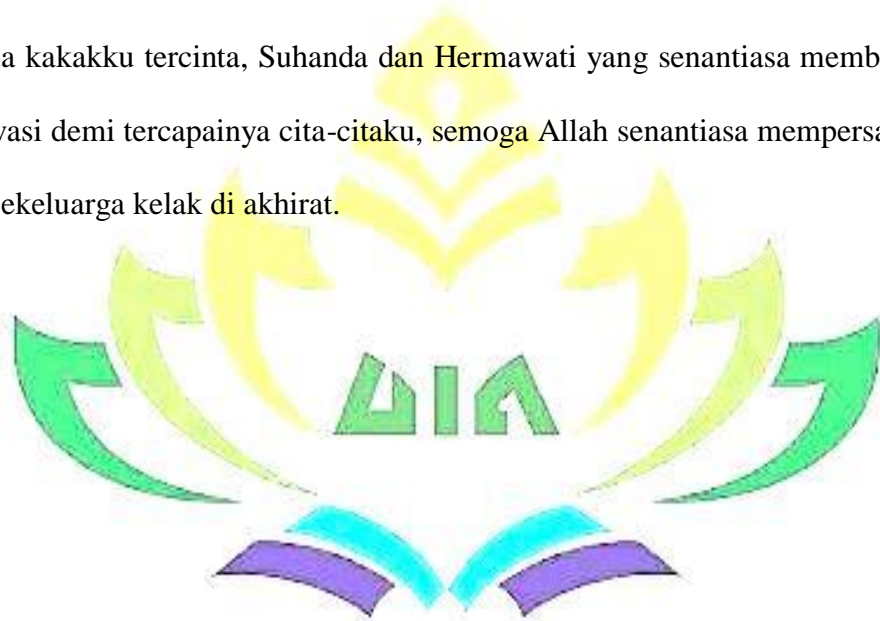 a kakakku tercinta, Suhanda dan Hermawati yang senantiasa memb
vasi demi tercapainya cita-citaku, semoga Allah senantiasa mempersa
ekeluarga kelak di akhirat.
UIN